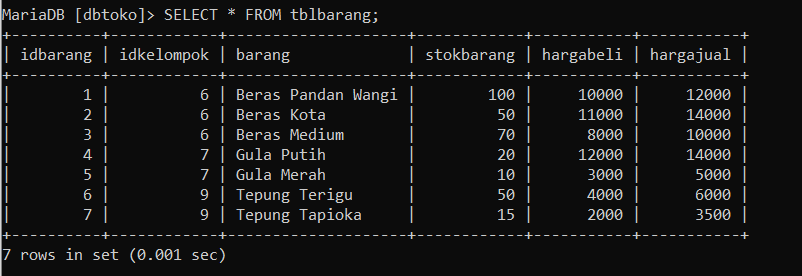 MariaDB [dbtoko]> SELECT * FROM tblbarang;
+----------+------------+--------------------+------------+-----------+-----------+
| idbarang | idkelompok | barang             | stokbarang | hargabeli | hargajual |
+----------+------------+--------------------+------------+-----------+-----------+
|        1 |          6 | Beras Pandan Wangi |        100 |     10000 |     12000 |
|        2 |          6 | Beras Kota         |         50 |     11000 |     14000 |
|        3 |          6 | Beras Medium       |         70 |      8000 |     10000 |
|        4 |          7 | Gula Putih         |         20 |     12000 |     14000 |
|        5 |          7 | Gula Merah         |         10 |      3000 |      5000 |
|        6 |          9 | Tepung Terigu      |         50 |      4000 |      6000 |
|        7 |          9 | Tepung Tapioka     |         15 |      2000 |      3500 |
+----------+------------+--------------------+------------+-----------+-----------+
7 rows in set (0.001 sec)